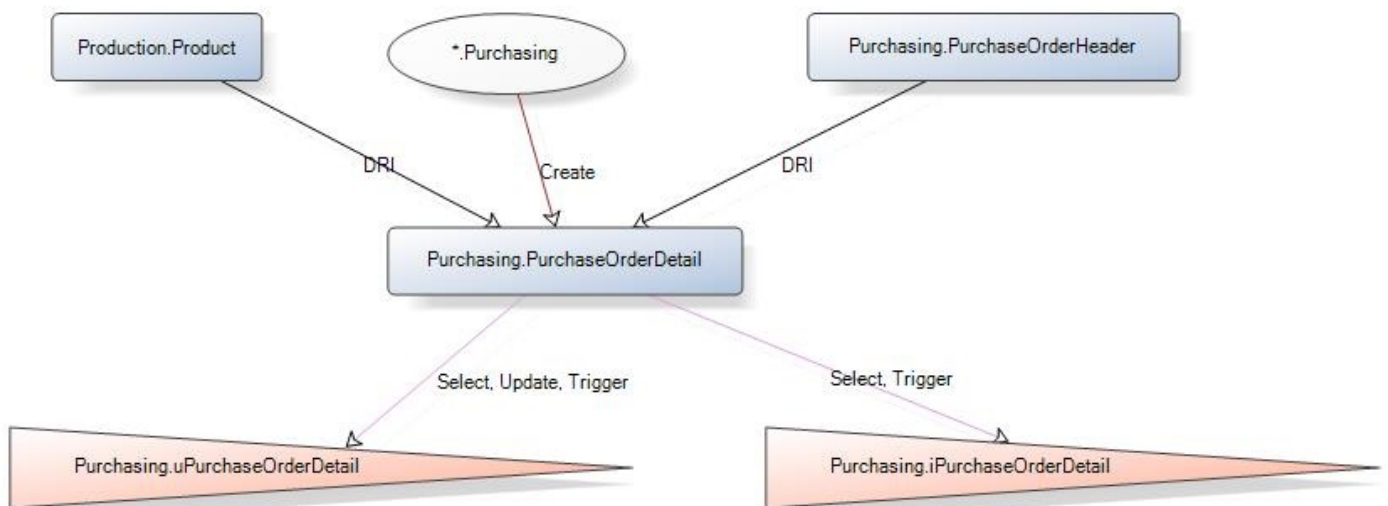 Production.Product
*.Purchasing
Purchasing.PurchaseOrderHeader
DRI
Create
DRI
Purchasing.PurchaseOrderDetail
Select, Update, Trigger
Select, Trigger
Purchasing.uPurchaseOrderDetail
Purchasing.iPurchaseOrderDetail